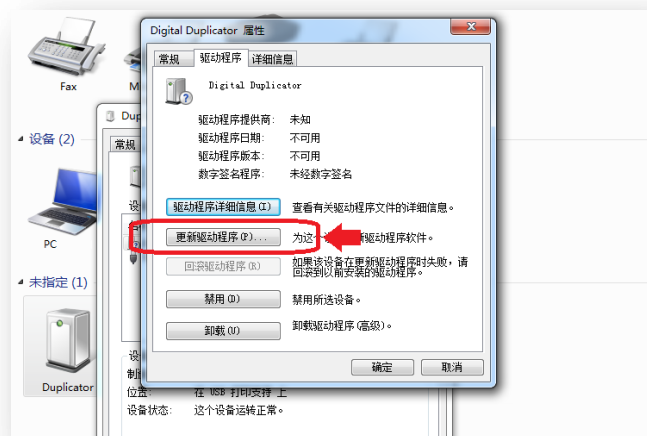 Digital Duplicator 属性
常规 驱动程序 详细信息
Digital Duplicator
驱动程序提供商: 未知
驱动程序日期: 不可用
驱动程序版本: 不可用
数字签名程序: 未经数字签名
驱动程序详细信息(I) 查看有关驱动程序文件的详细信息。
更新驱动程序(P)... 为这个 新驱动程序软件。
回滚驱动程序(R) 如果该设备在更新驱动程序时失败，请
回滚到以前安装的驱动程序。
禁用(D) 禁用所选设备。
卸载(U) 卸载驱动程序(高级)。
确定 取消
Fax
M
设备 (2)
PC
未指定 (1)
Duplicator
Dup
常规
设
设
制
位置: 在 USB 打印支持 上
设备状态: 这个设备运转正常。